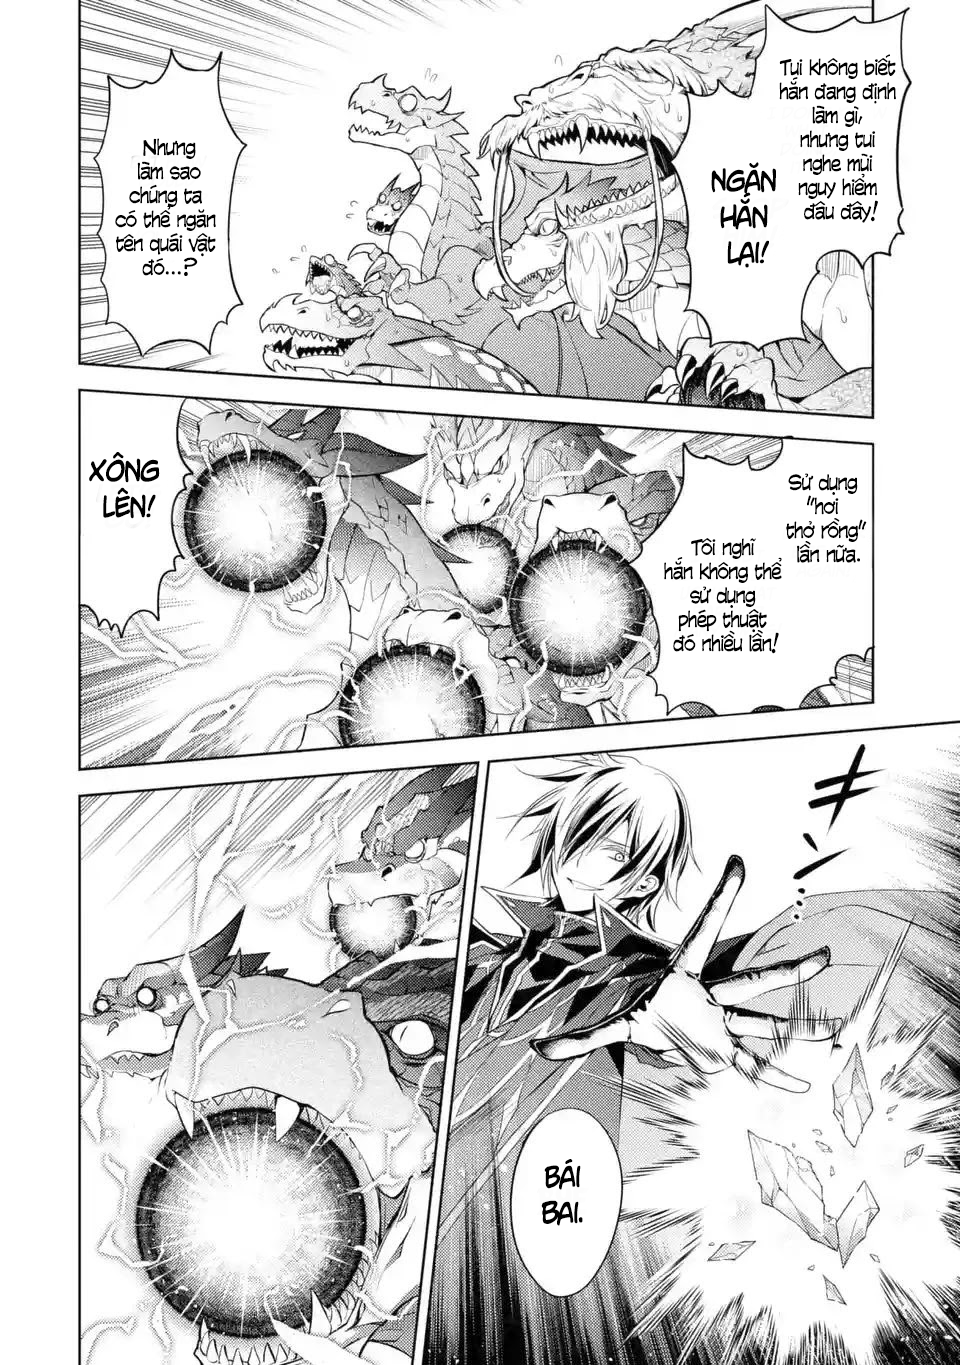 Tui không biết
hắn đang định
làm gì,
nhưng tui
nghe mùi
nguy hiểm
đâu đây!
NGĂN
HẮN
LẠI!
Nhưng
làm sao
chúng ta
có thể ngăn
tên quái vật
đó...?
Sử dụng
"hơi
thở rồng"
lần nữa.
Tôi nghĩ
hắn không thể
sử dụng
phép thuật
đó nhiều lần!
XÔNG
LÊN!
BÁI
BAI.